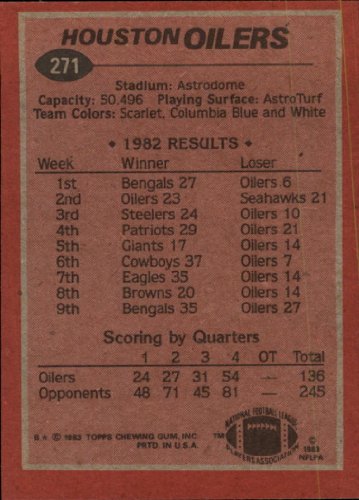 HOUSTON OILERS
271
Stadium: Astrodome
Capacity: 50,496 Playing Surface: AstroTurf
Team Colors: Scarlet, Columbia Blue and White
◆ 1982 RESULTS ◆
Week Winner Loser
1st Bengals 27 Oilers 6
2nd Oilers 23 Seahawks 21
3rd Steelers 24 Oilers 10
4th Patriots 29 Oilers 21
5th Giants 17 Oilers 14
6th Cowboys 37 Oilers 7
7th Eagles 35 Oilers 14
8th Browns 20 Oilers 14
9th Bengals 35 Oilers 27
Scoring by Quarters
1 2 3 4 OT Total
Oilers 24 27 31 54 — 136
Opponents 48 71 45 81 — 245
B★ © 1983 TOPPS CHEWING GUM, INC.
PRTD. IN U.S.A.
TM
NATIONAL FOOTBALL LEAGUE
PLAYERS ASSOCIATION
© 1983
NFLPA